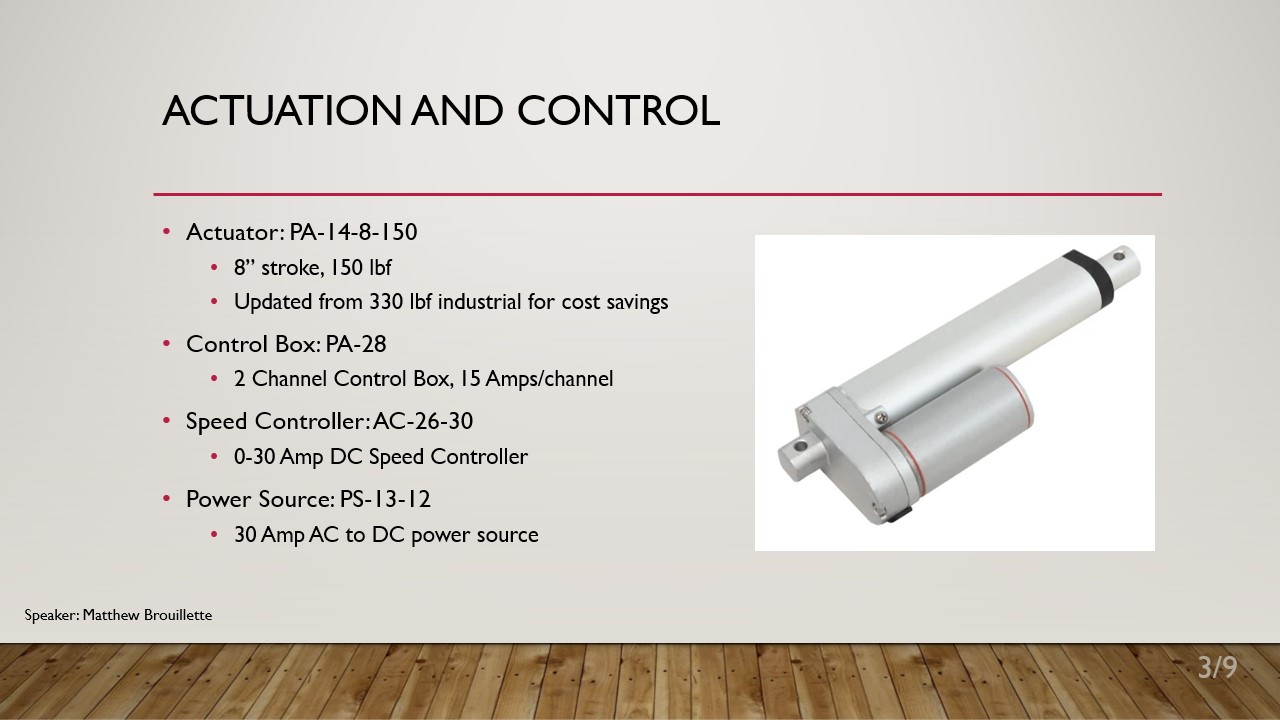 ACTUATION AND CONTROL
• Actuator: PA-14-8-150
• 8” stroke, 150 lbf
• Updated from 330 lbf industrial for cost savings
• Control Box: PA-28
• 2 Channel Control Box, 15 Amps/channel
• Speed Controller: AC-26-30
• 0-30 Amp DC Speed Controller
• Power Source: PS-13-12
• 30 Amp AC to DC power source
Speaker: Matthew Brouillette
3/9